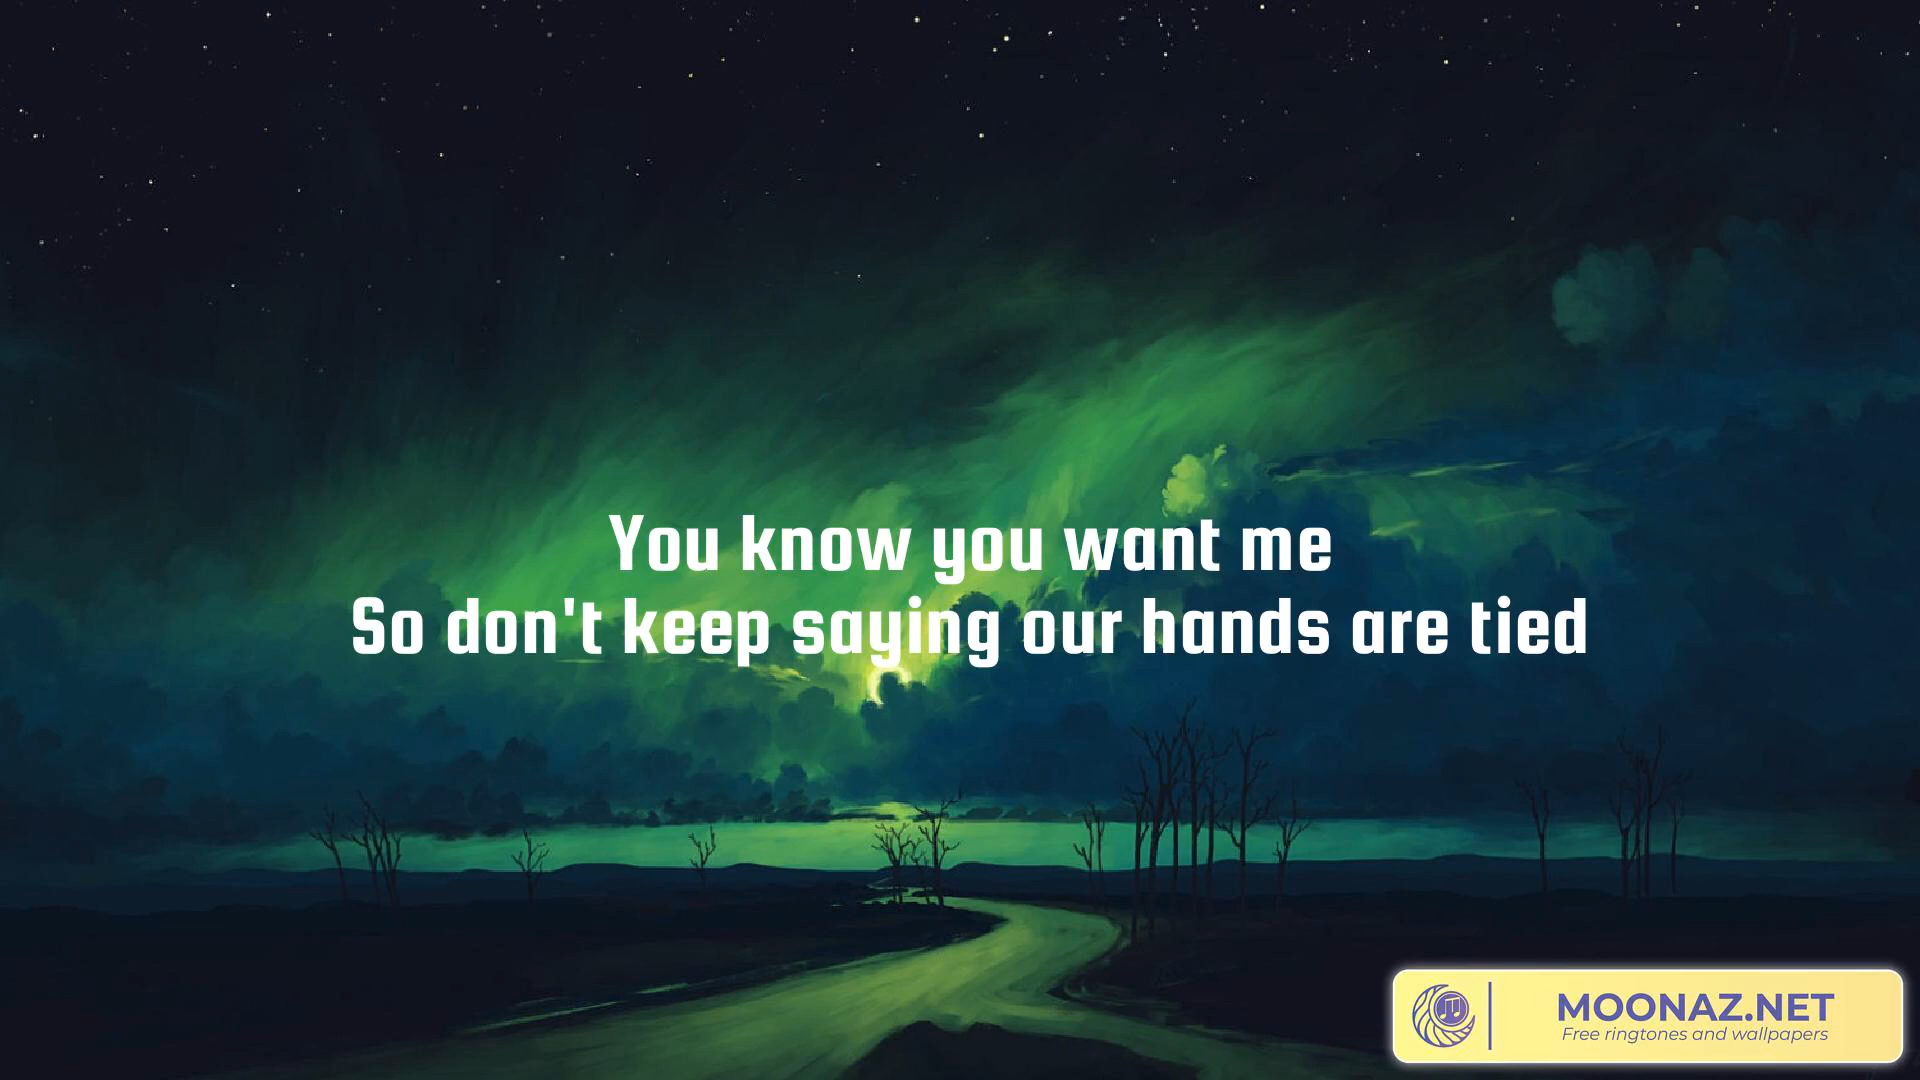 You know you want me
So don't keep saying our hands are tied
MOONAZ.NET
Free ringtones and wallpapers